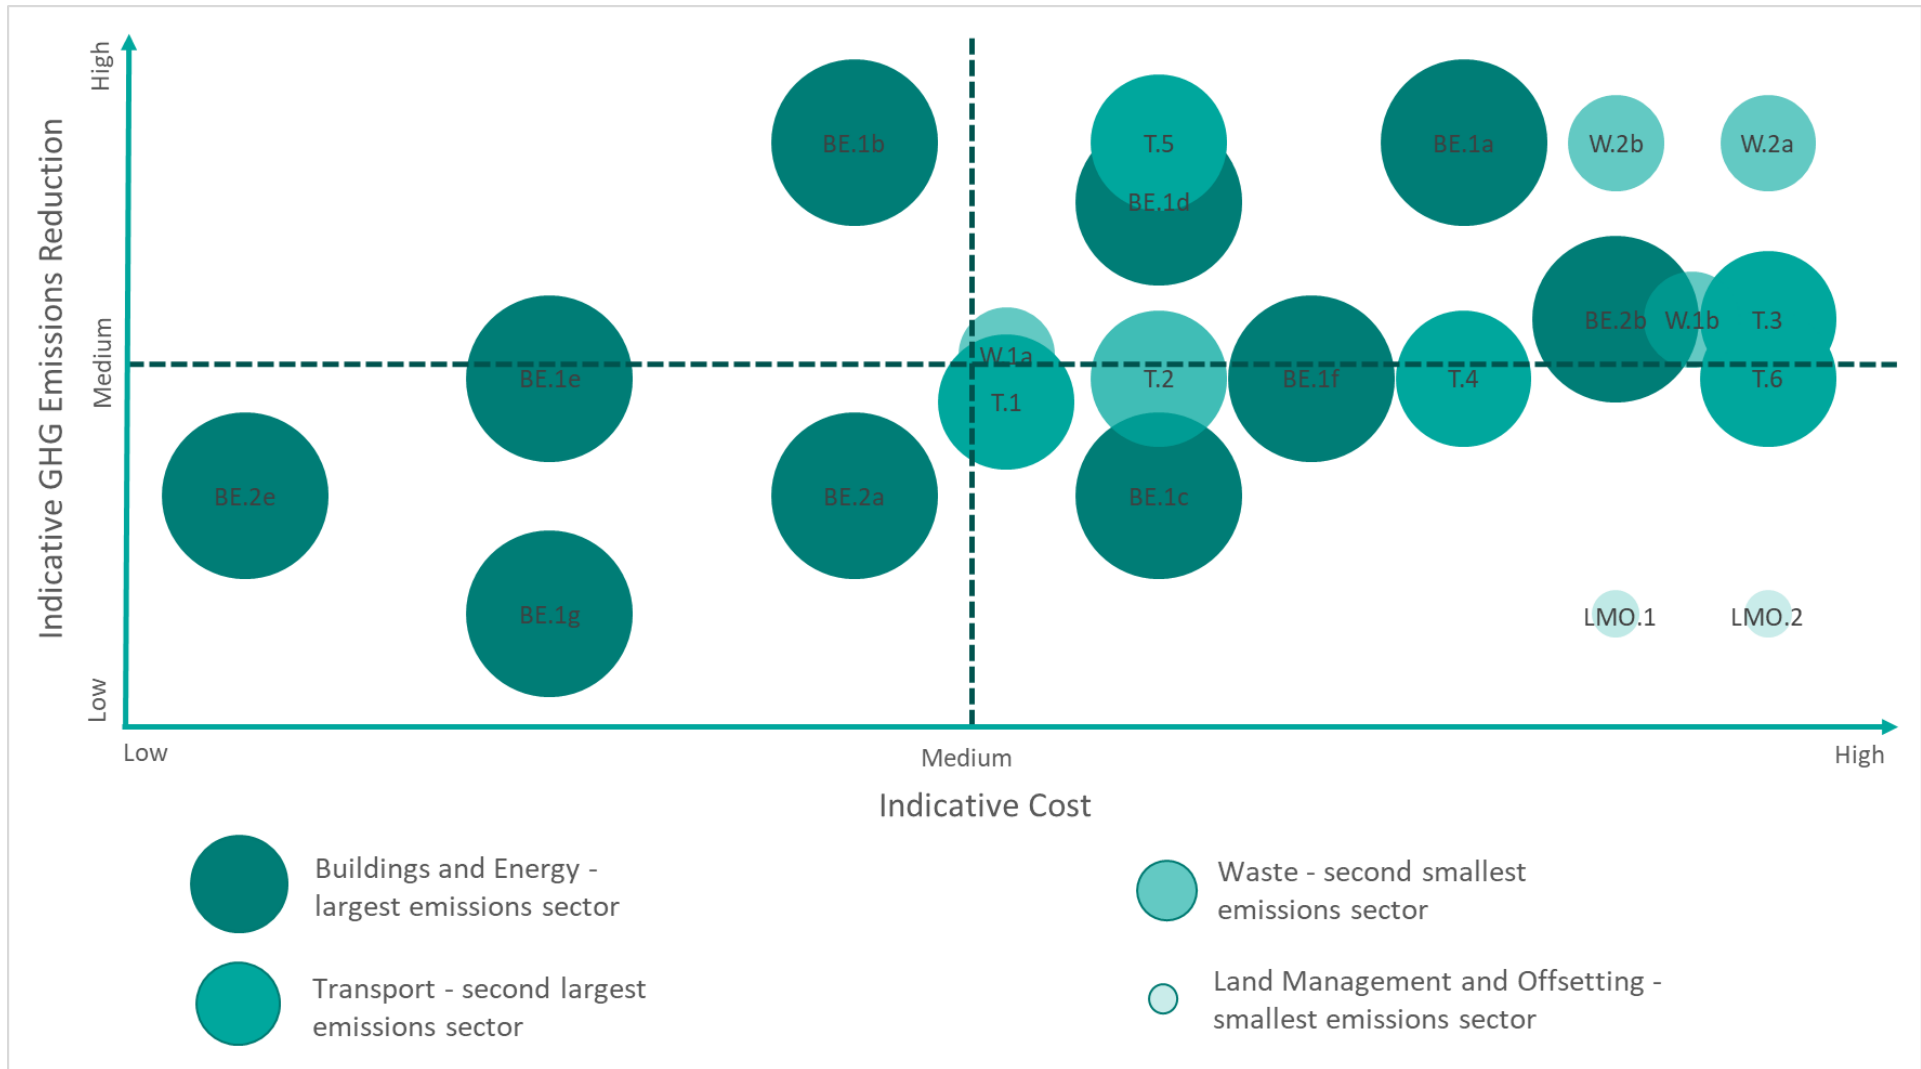 High
Medium
Low
Indicative GHG Emissions Reduction
BE.1b
T.5
BE.1a
W.2b
W.2a
BE.1d
BE.2b
W.1b
T.3
W.1a
BE.1e
T.2
BE.1f
T.4
T.6
T.1
BE.2e
BE.2a
BE.1c
BE.1g
LMO.1
LMO.2
Low
Medium
High
Indicative Cost
Buildings and Energy -
largest emissions sector
Transport - second largest
emissions sector
Waste - second smallest
emissions sector
Land Management and Offsetting -
smallest emissions sector